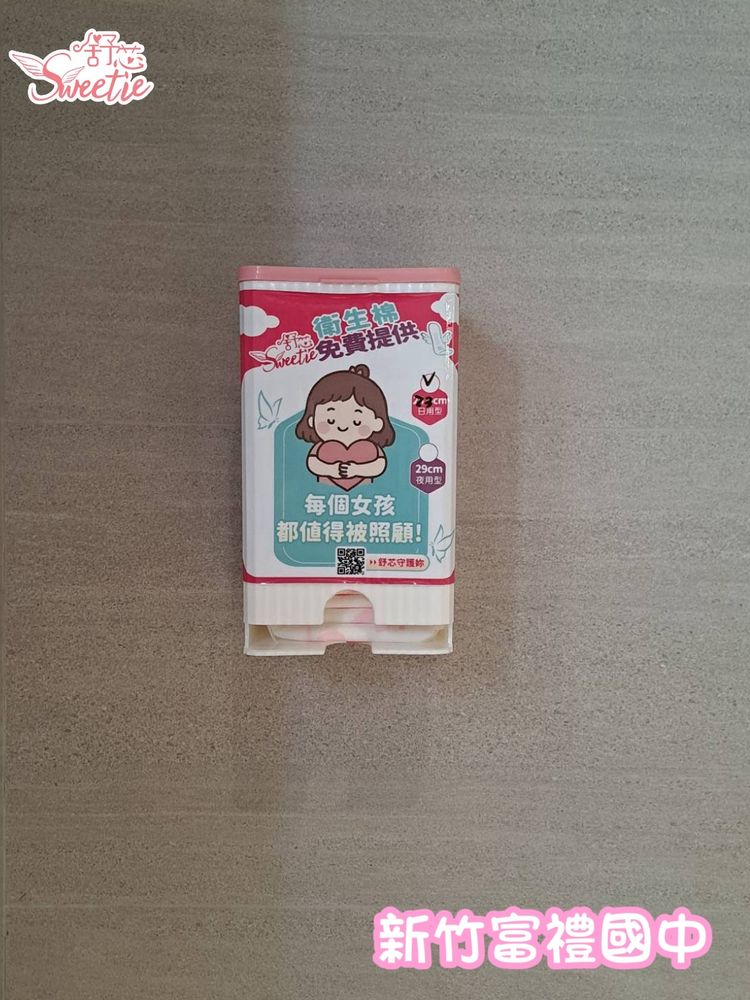 舒芯
Sweetie
衛生棉
舒芯
Sweetie
免費提供
✓
23cm
日用型
29cm
夜用型
每個女孩
都值得被照顧!
››舒芯守護妳
新竹富禮國中